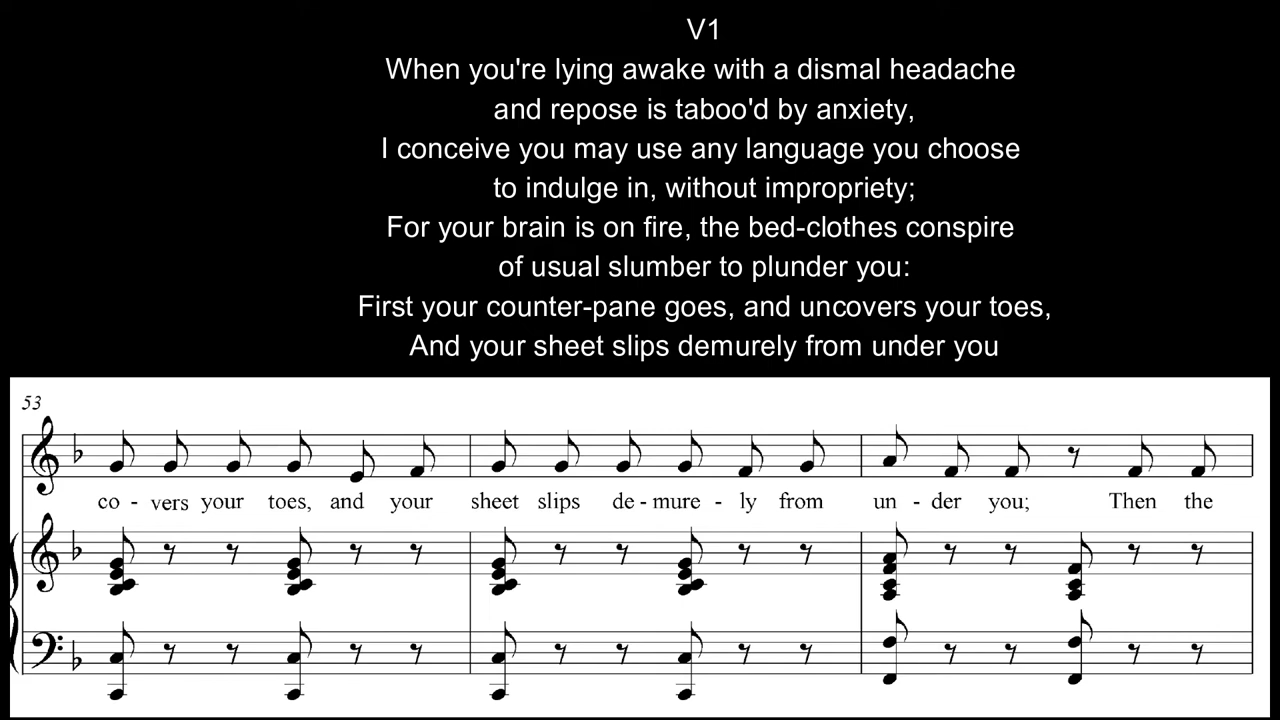 V1
When you're lying awake with a dismal headache
and repose is taboo'd by anxiety,
I conceive you may use any language you choose
to indulge in, without impropriety;
For your brain is on fire, the bed-clothes conspire
of usual slumber to plunder you:
First your counter-pane goes, and uncovers your toes,
And your sheet slips demurely from under you
53
co - vers your toes, and your sheet slips de - mure - ly from un - der you; Then the